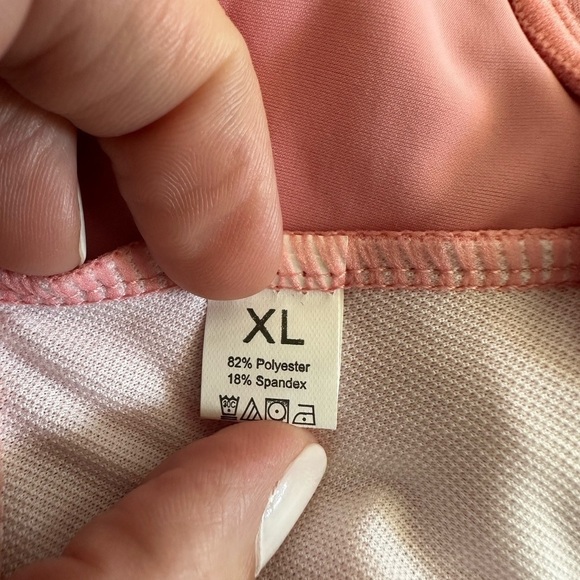 XL
82% Polyester
18% Spandex